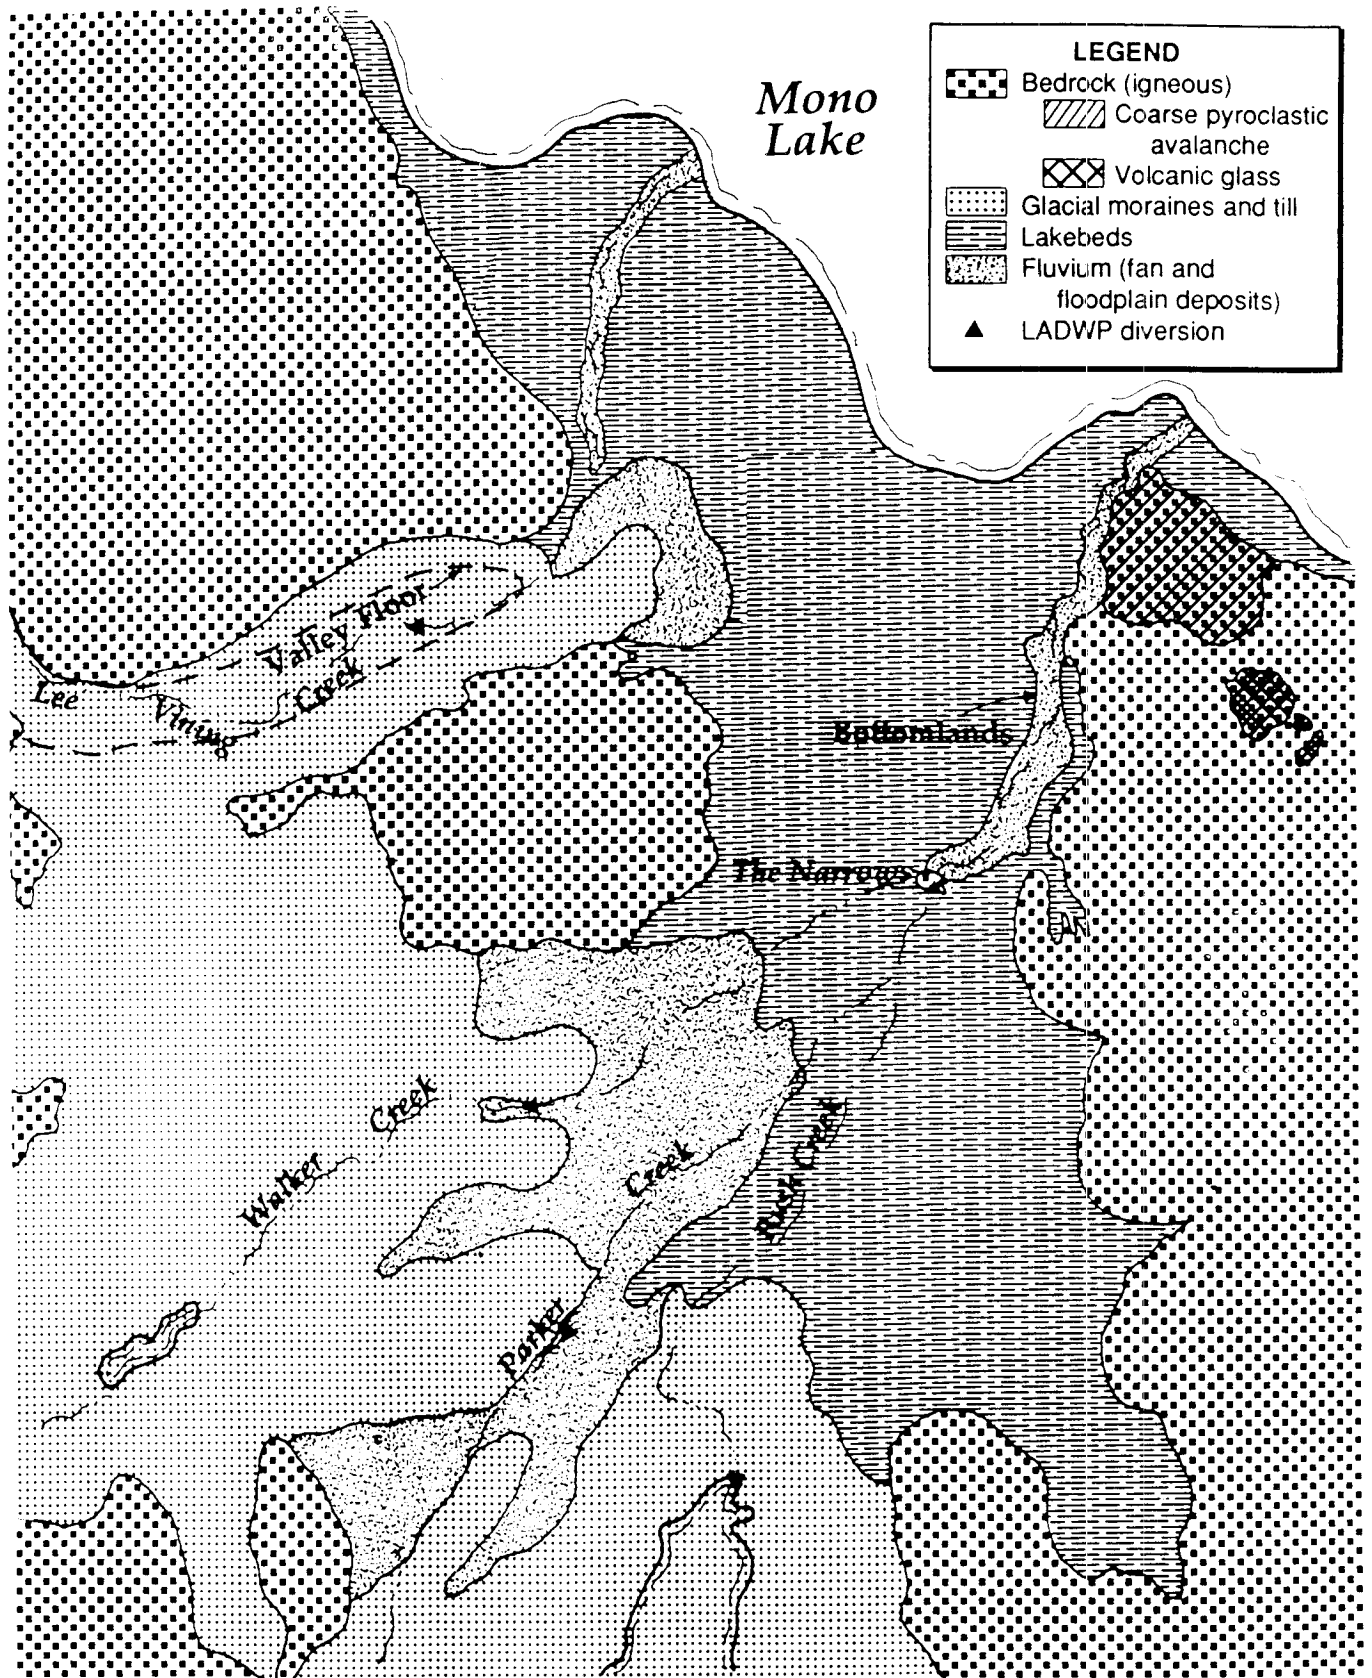 Mono
Lake
LEGEND
Bedrock (igneous)
Coarse pyroclastic
avalanche
Volcanic glass
Glacial moraines and till
Lakebeds
Fluvium (fan and
floodplain deposits)
LADWP diversion
Valley Floor
Lee
Vining
Creek
Bottomlands
The Narrows
Walker
Creek
Parker
Creek
Rush Creek